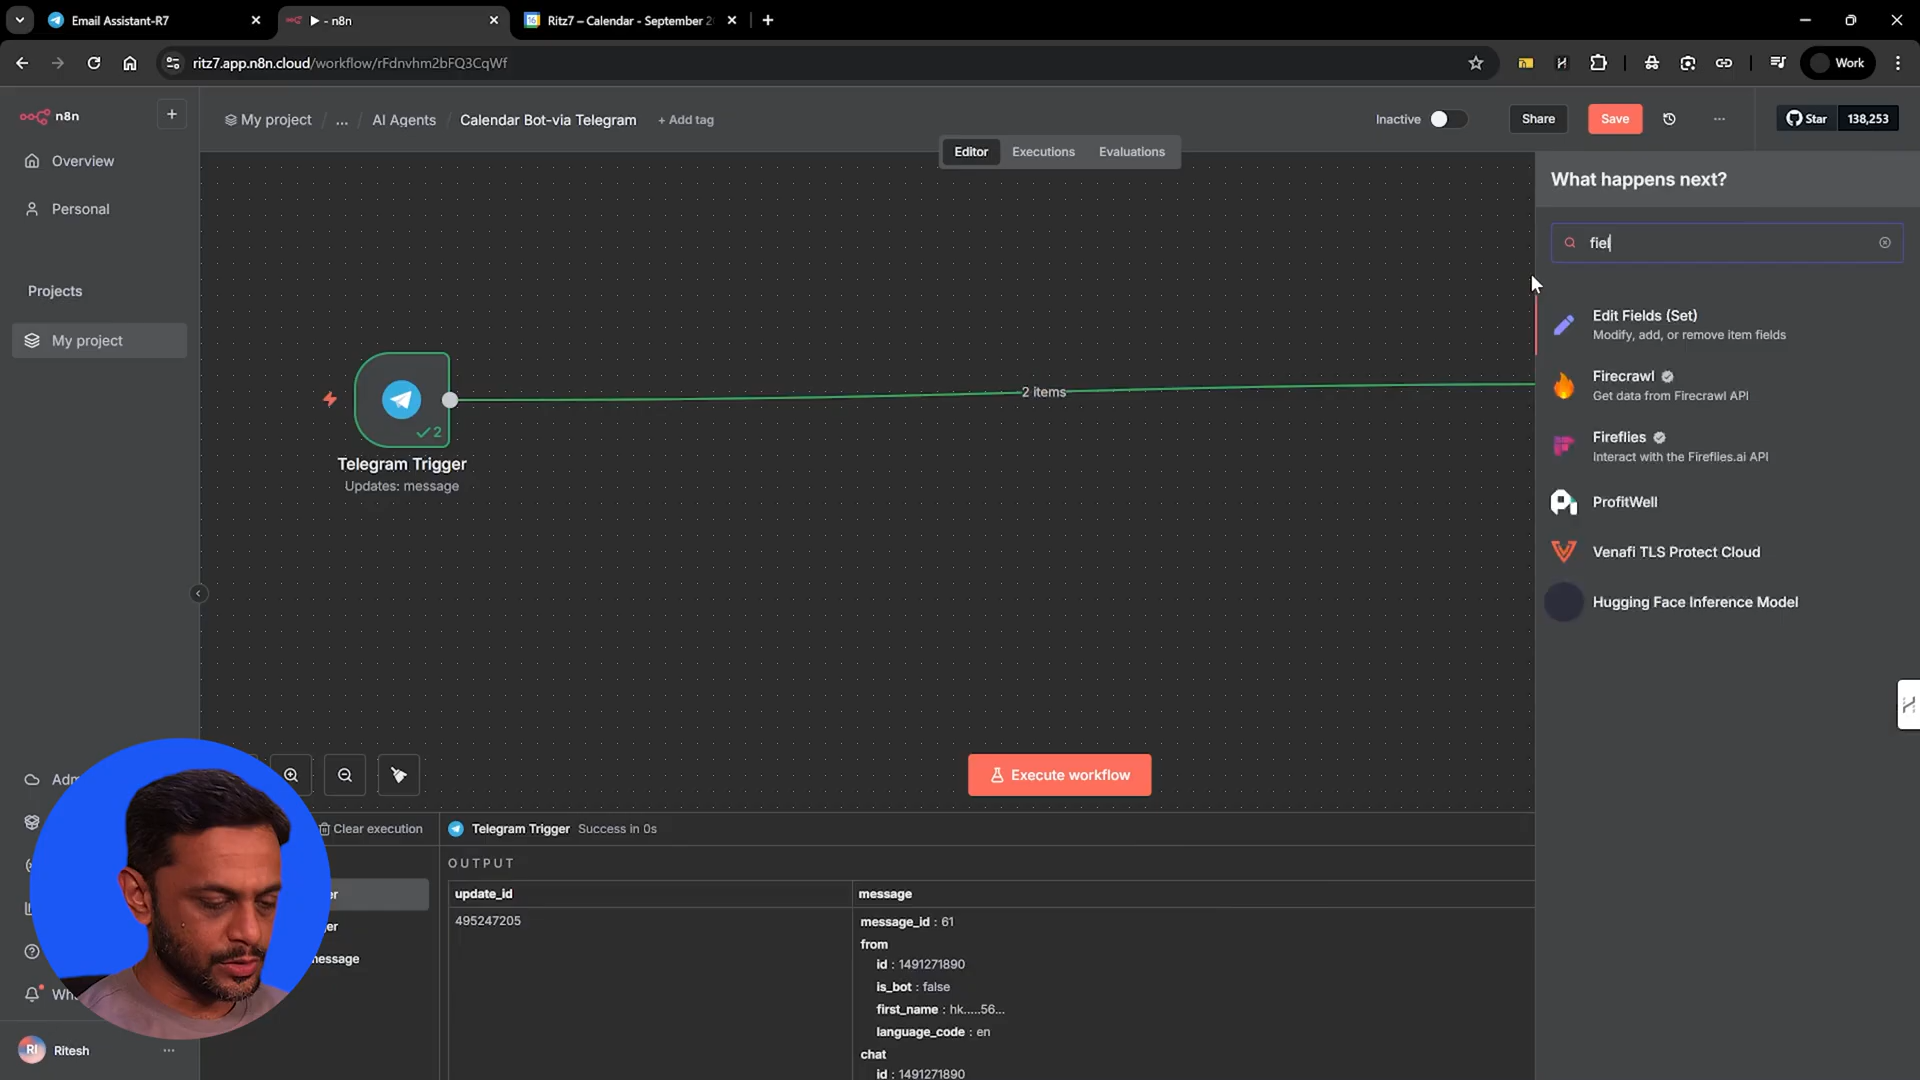 Email Assistant-R7
▶ - n8n
Ritz7 – Calendar - September 2
ritz7.app.n8n.cloud/workflow/rFdnvhm2bFQ3CqWf
Work
n8n
My project / ... / AI Agents / Calendar Bot-via Telegram
+ Add tag
Inactive
Share
Save
Star
138,253
Editor
Executions
Evaluations
Overview
Personal
Projects
My project
What happens next?
fiel
Edit Fields (Set)
Modify, add, or remove item fields
Firecrawl
Get data from Firecrawl API
Fireflies
Interact with the Fireflies.ai API
ProfitWell
Venafi TLS Protect Cloud
Hugging Face Inference Model
2 items
2
Telegram Trigger
Updates: message
Execute workflow
Clear execution
Telegram Trigger Success in 0s
OUTPUT
update_id
message
495247205
message_id : 61
from
id : 1491271890
is_bot : false
first_name : hk.....56...
language_code : en
chat
id : 1491271890
RI
Ritesh